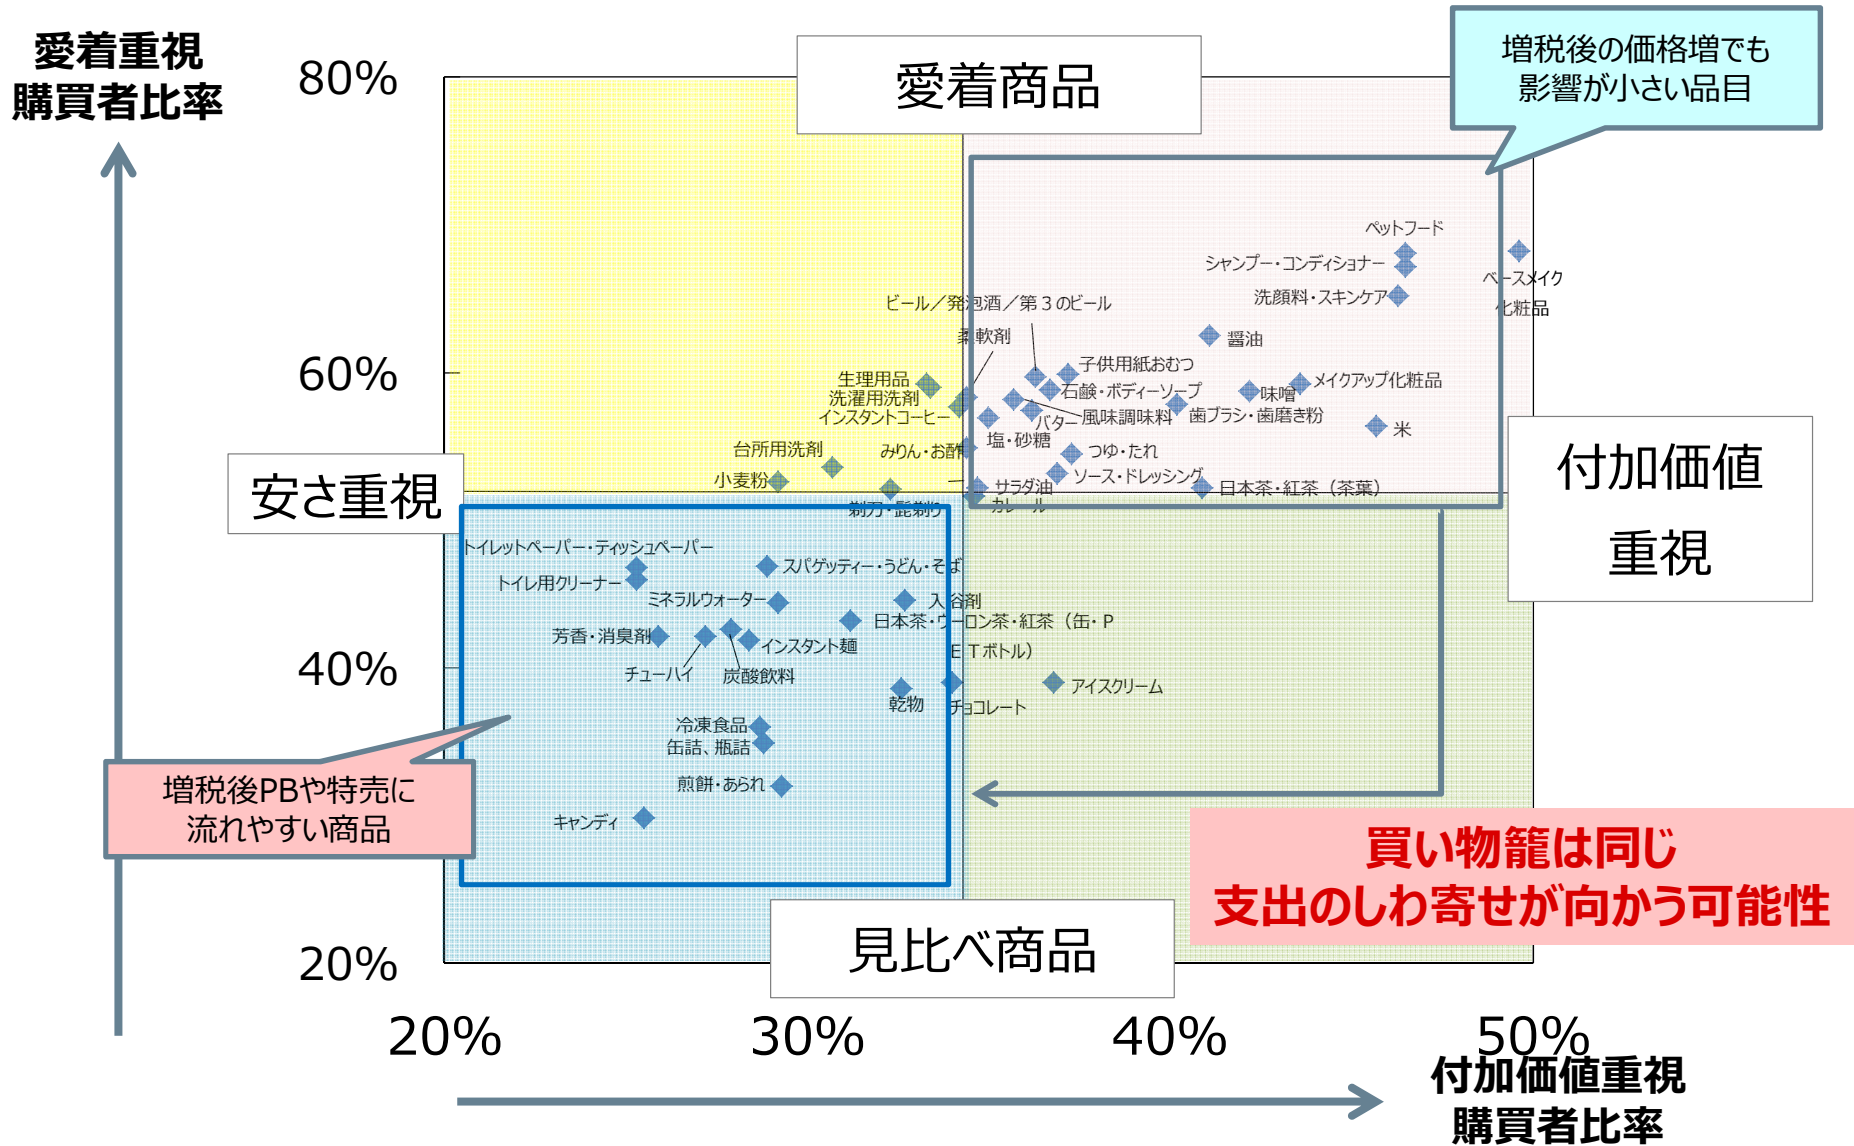 愛着重視
購買者比率
80%
60%
40%
20%
20%
30%
40%
50%
付加価値重視
購買者比率
愛着商品
増税後の価格増でも
影響が小さい品目
安さ重視
付加価値
重視
見比べ商品
増税後PBや特売に
流れやすい商品
買い物籠は同じ
支出のしわ寄せが向かう可能性
ペットフード
シャンプー・コンディショナー
ベースメイク
化粧品
洗顔料・スキンケア
ビール／発泡酒／第３のビール
柔軟剤
醤油
子供用紙おむつ
生理用品
石鹸・ボディーソープ
味噌
メイクアップ化粧品
洗濯用洗剤
インスタントコーヒー
風味調味料
歯ブラシ・歯磨き粉
バター
米
塩・砂糖
台所用洗剤
みりん・お酢
つゆ・たれ
小麦粉
ソース・ドレッシング
サラダ油
日本茶・紅茶（茶葉）
カレールー
剃刀・髭剃り
トイレットペーパー・ティッシュペーパー
トイレ用クリーナー
スパゲッティー・うどん・そば
ミネラルウォーター
入浴剤
日本茶・ウーロン茶・紅茶（缶・Ｐ
ＥＴボトル）
芳香・消臭剤
インスタント麺
チューハイ
炭酸飲料
乾物
チョコレート
アイスクリーム
冷凍食品
缶詰、瓶詰
煎餅・あられ
キャンディ